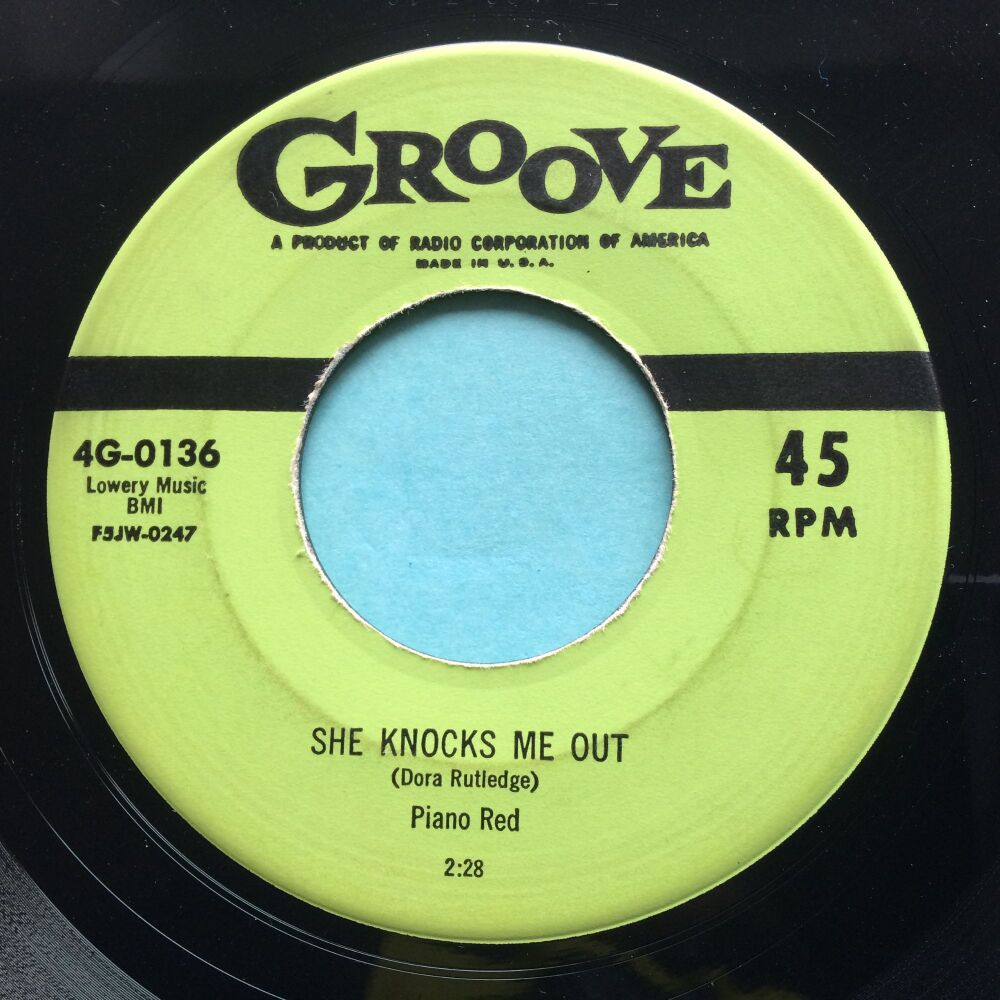 GROOVE
A PRODUCT OF RADIO CORPORATION OF AMERICA
MADE IN U.S.A.
4G-0136
Lowery Music
BMI
F5JW-0247
45
RPM
SHE KNOCKS ME OUT
(Dora Rutledge)
Piano Red
2:28